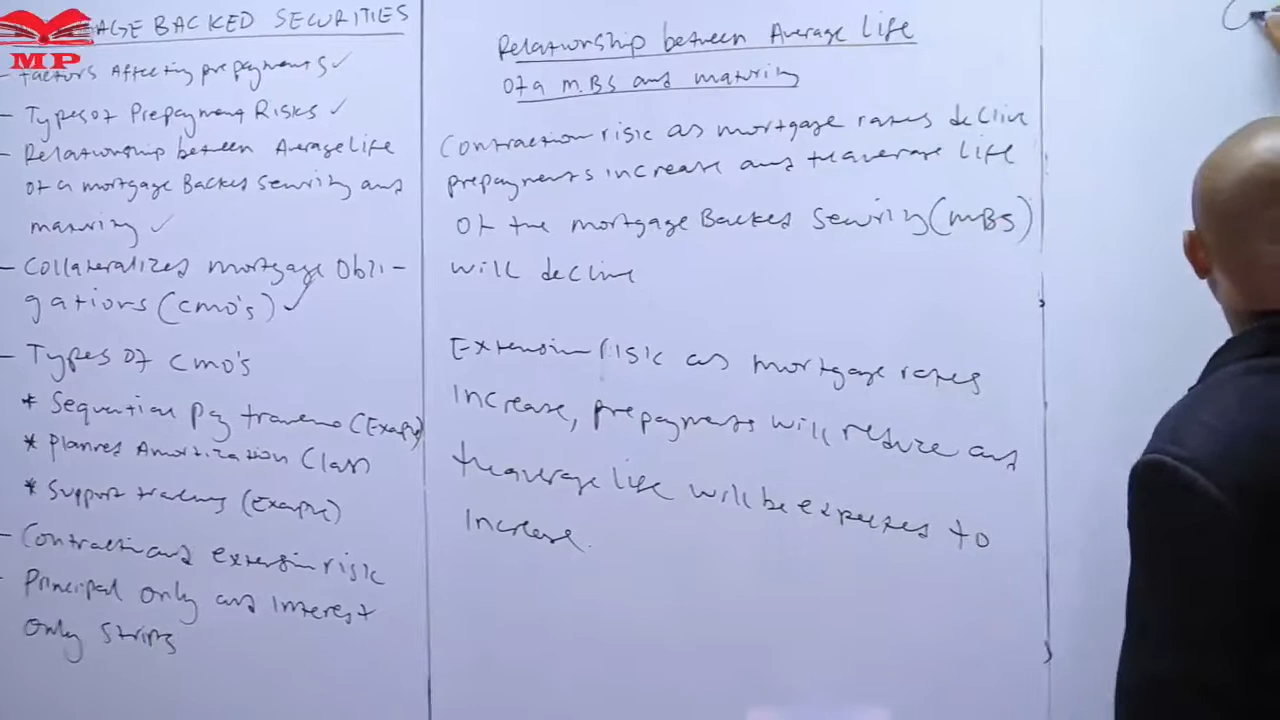 AGE BACKED SECURITIES
MP
- Factors Affecting prepayments ✓
- Types of Prepayment Risks ✓
- Relationship between Average life
of a mortgage Backed Security and
maturity ✓
- Collateralized mortgage Obli-
gations (cmo's) ✓
- Types of cmo's
* Sequential Pay tranche (Example)
* Planned Amortization Class
* Support tranches (Example)
- Contraction and extension risk
- Principal only and interest
only strips
Relationship between Average Life
of a M.BS and maturity
Contraction risk as mortgage rates decline
prepayments increase and the average life
of the mortgage Backed Security (MBS)
will decline
Extension risk as mortgage rates
increase, prepayments will reduce and
the average life will be expected to
increase.